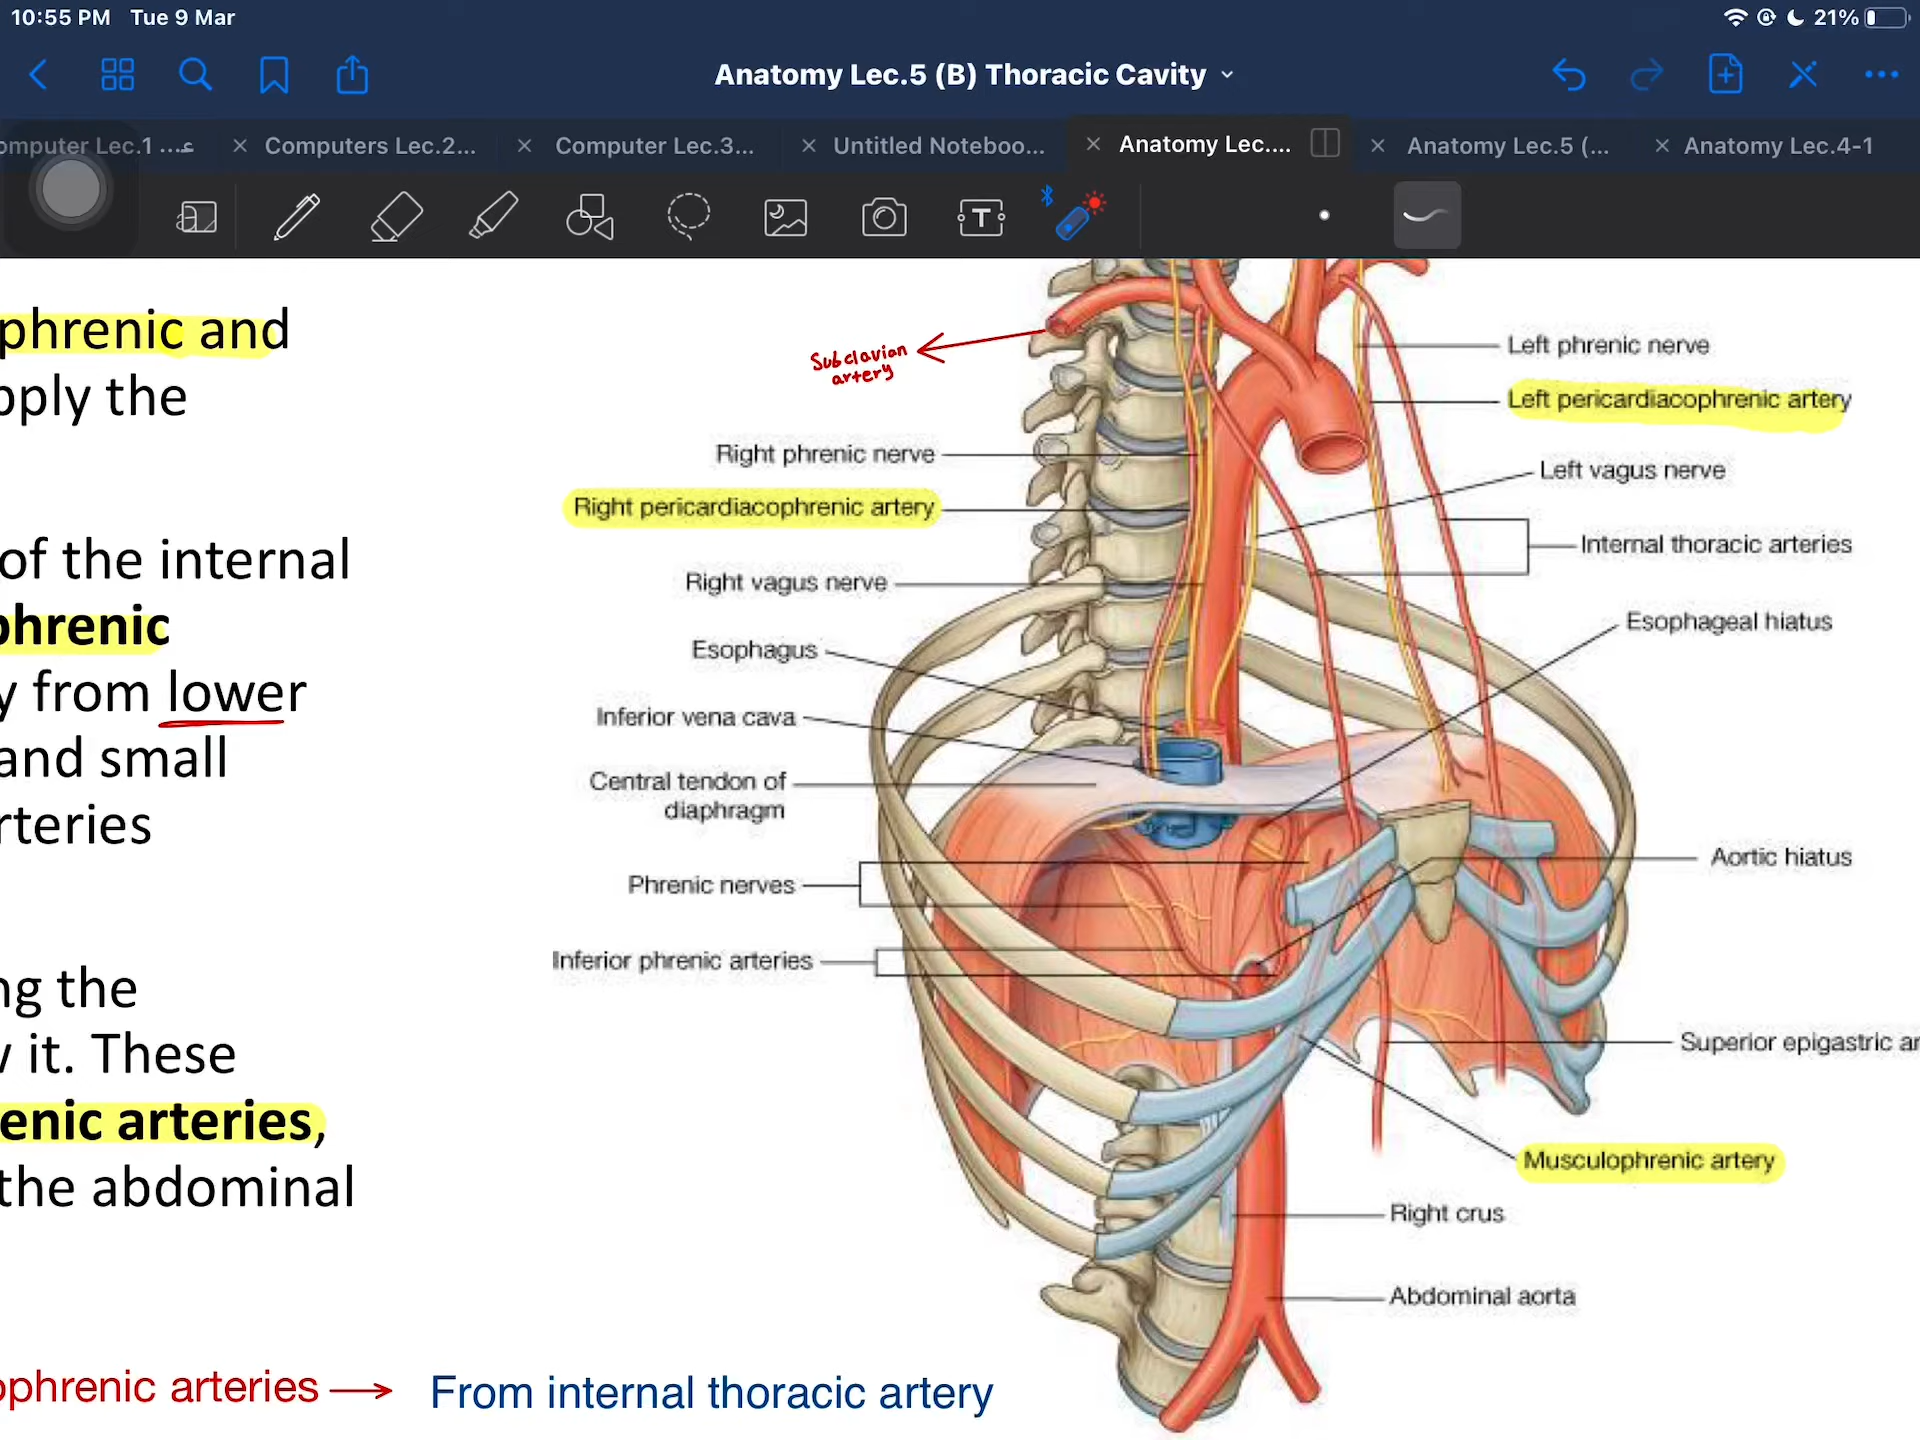 10:55 PM Tue 9 Mar
21%
Anatomy Lec.5 (B) Thoracic Cavity
omputer Lec.1 ...ع
Computers Lec.2...
Computer Lec.3...
Untitled Noteboo...
Anatomy Lec....
Anatomy Lec.5 (...
Anatomy Lec.4-1
phrenic and
pply the
of the internal
phrenic
y from lower
and small
rteries
ng the
w it. These
enic arteries,
the abdominal
Subclavian
artery
Right phrenic nerve
Right pericardiacophrenic artery
Right vagus nerve
Esophagus
Inferior vena cava
Central tendon of
diaphragm
Phrenic nerves
Inferior phrenic arteries
Left phrenic nerve
Left pericardiacophrenic artery
Left vagus nerve
Internal thoracic arteries
Esophageal hiatus
Aortic hiatus
Superior epigastric ar
Musculophrenic artery
Right crus
Abdominal aorta
ophrenic arteries → From internal thoracic artery